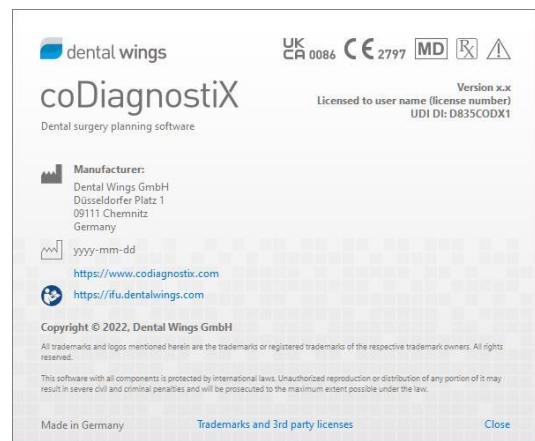 dental wings
UK CA 0086 CE 2797 MD Rx
coDiagnostiX
Dental surgery planning software
Version x.x
Licensed to user name (license number)
UDI DI: D835CODX1
Manufacturer:
Dental Wings GmbH
Düsseldorfer Platz 1
09111 Chemnitz
Germany
yyyy-mm-dd
https://www.codiagnostix.com
https://ifu.dentalwings.com
Copyright © 2022, Dental Wings GmbH
All trademarks and logos mentioned herein are the trademarks or registered trademarks of the respective trademark owners. All rights
reserved.
This software with all components is protected by international laws. Unauthorized reproduction or distribution of any portion of it may
result in severe civil and criminal penalties and will be prosecuted to the maximum extent possible under the law.
Made in Germany
Trademarks and 3rd party licenses
Close